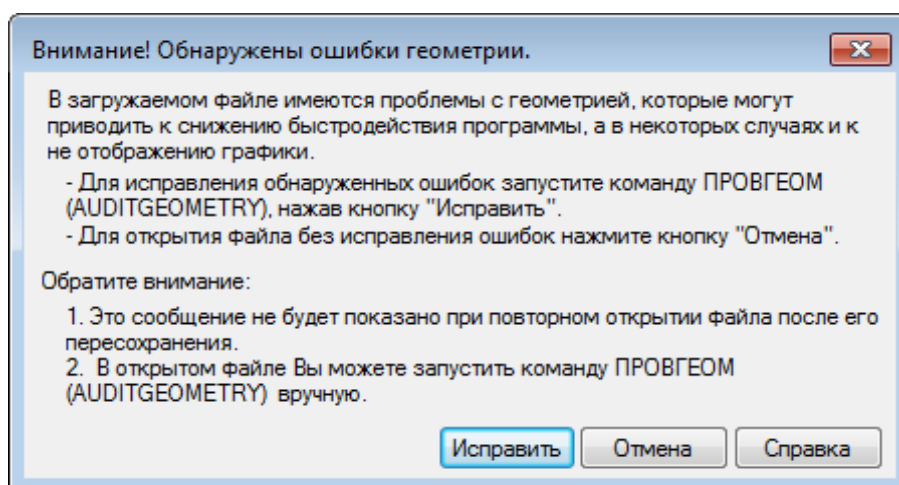 Внимание! Обнаружены ошибки геометрии.
В загружаемом файле имеются проблемы с геометрией, которые могут
приводить к снижению быстродействия программы, а в некоторых случаях и к
не отображению графики.
- Для исправления обнаруженных ошибок запустите команду ПРОВГЕОМ
(AUDITGEOMETRY), нажав кнопку "Исправить".
- Для открытия файла без исправления ошибок нажмите кнопку "Отмена".
Обратите внимание:
1. Это сообщение не будет показано при повторном открытии файла после его
пересохранения.
2. В открытом файле Вы можете запустить команду ПРОВГЕОМ
(AUDITGEOMETRY) вручную.
Исправить Отмена Справка